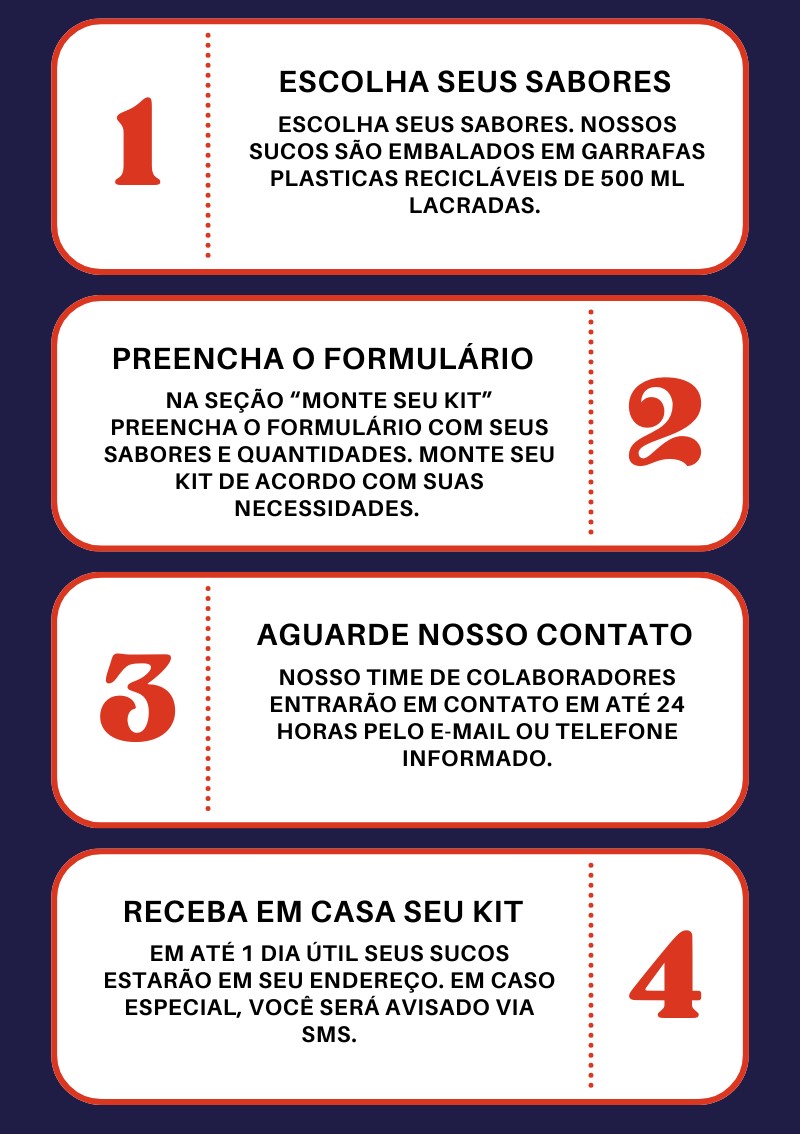 1
ESCOLHA SEUS SABORES
ESCOLHA SEUS SABORES. NOSSOS
SUCOS SÃO EMBALADOS EM GARRAFAS
PLASTICAS RECICLÁVEIS DE 500 ML
LACRADAS.
PREENCHA O FORMULÁRIO
NA SEÇÃO “MONTE SEU KIT”
PREENCHA O FORMULÁRIO COM SEUS
SABORES E QUANTIDADES. MONTE SEU
KIT DE ACORDO COM SUAS
NECESSIDADES.
2
3
AGUARDE NOSSO CONTATO
NOSSO TIME DE COLABORADORES
ENTRARÃO EM CONTATO EM ATÉ 24
HORAS PELO E-MAIL OU TELEFONE
INFORMADO.
RECEBA EM CASA SEU KIT
EM ATÉ 1 DIA ÚTIL SEUS SUCOS
ESTARÃO EM SEU ENDEREÇO. EM CASO
ESPECIAL, VOCÊ SERÁ AVISADO VIA
SMS.
4